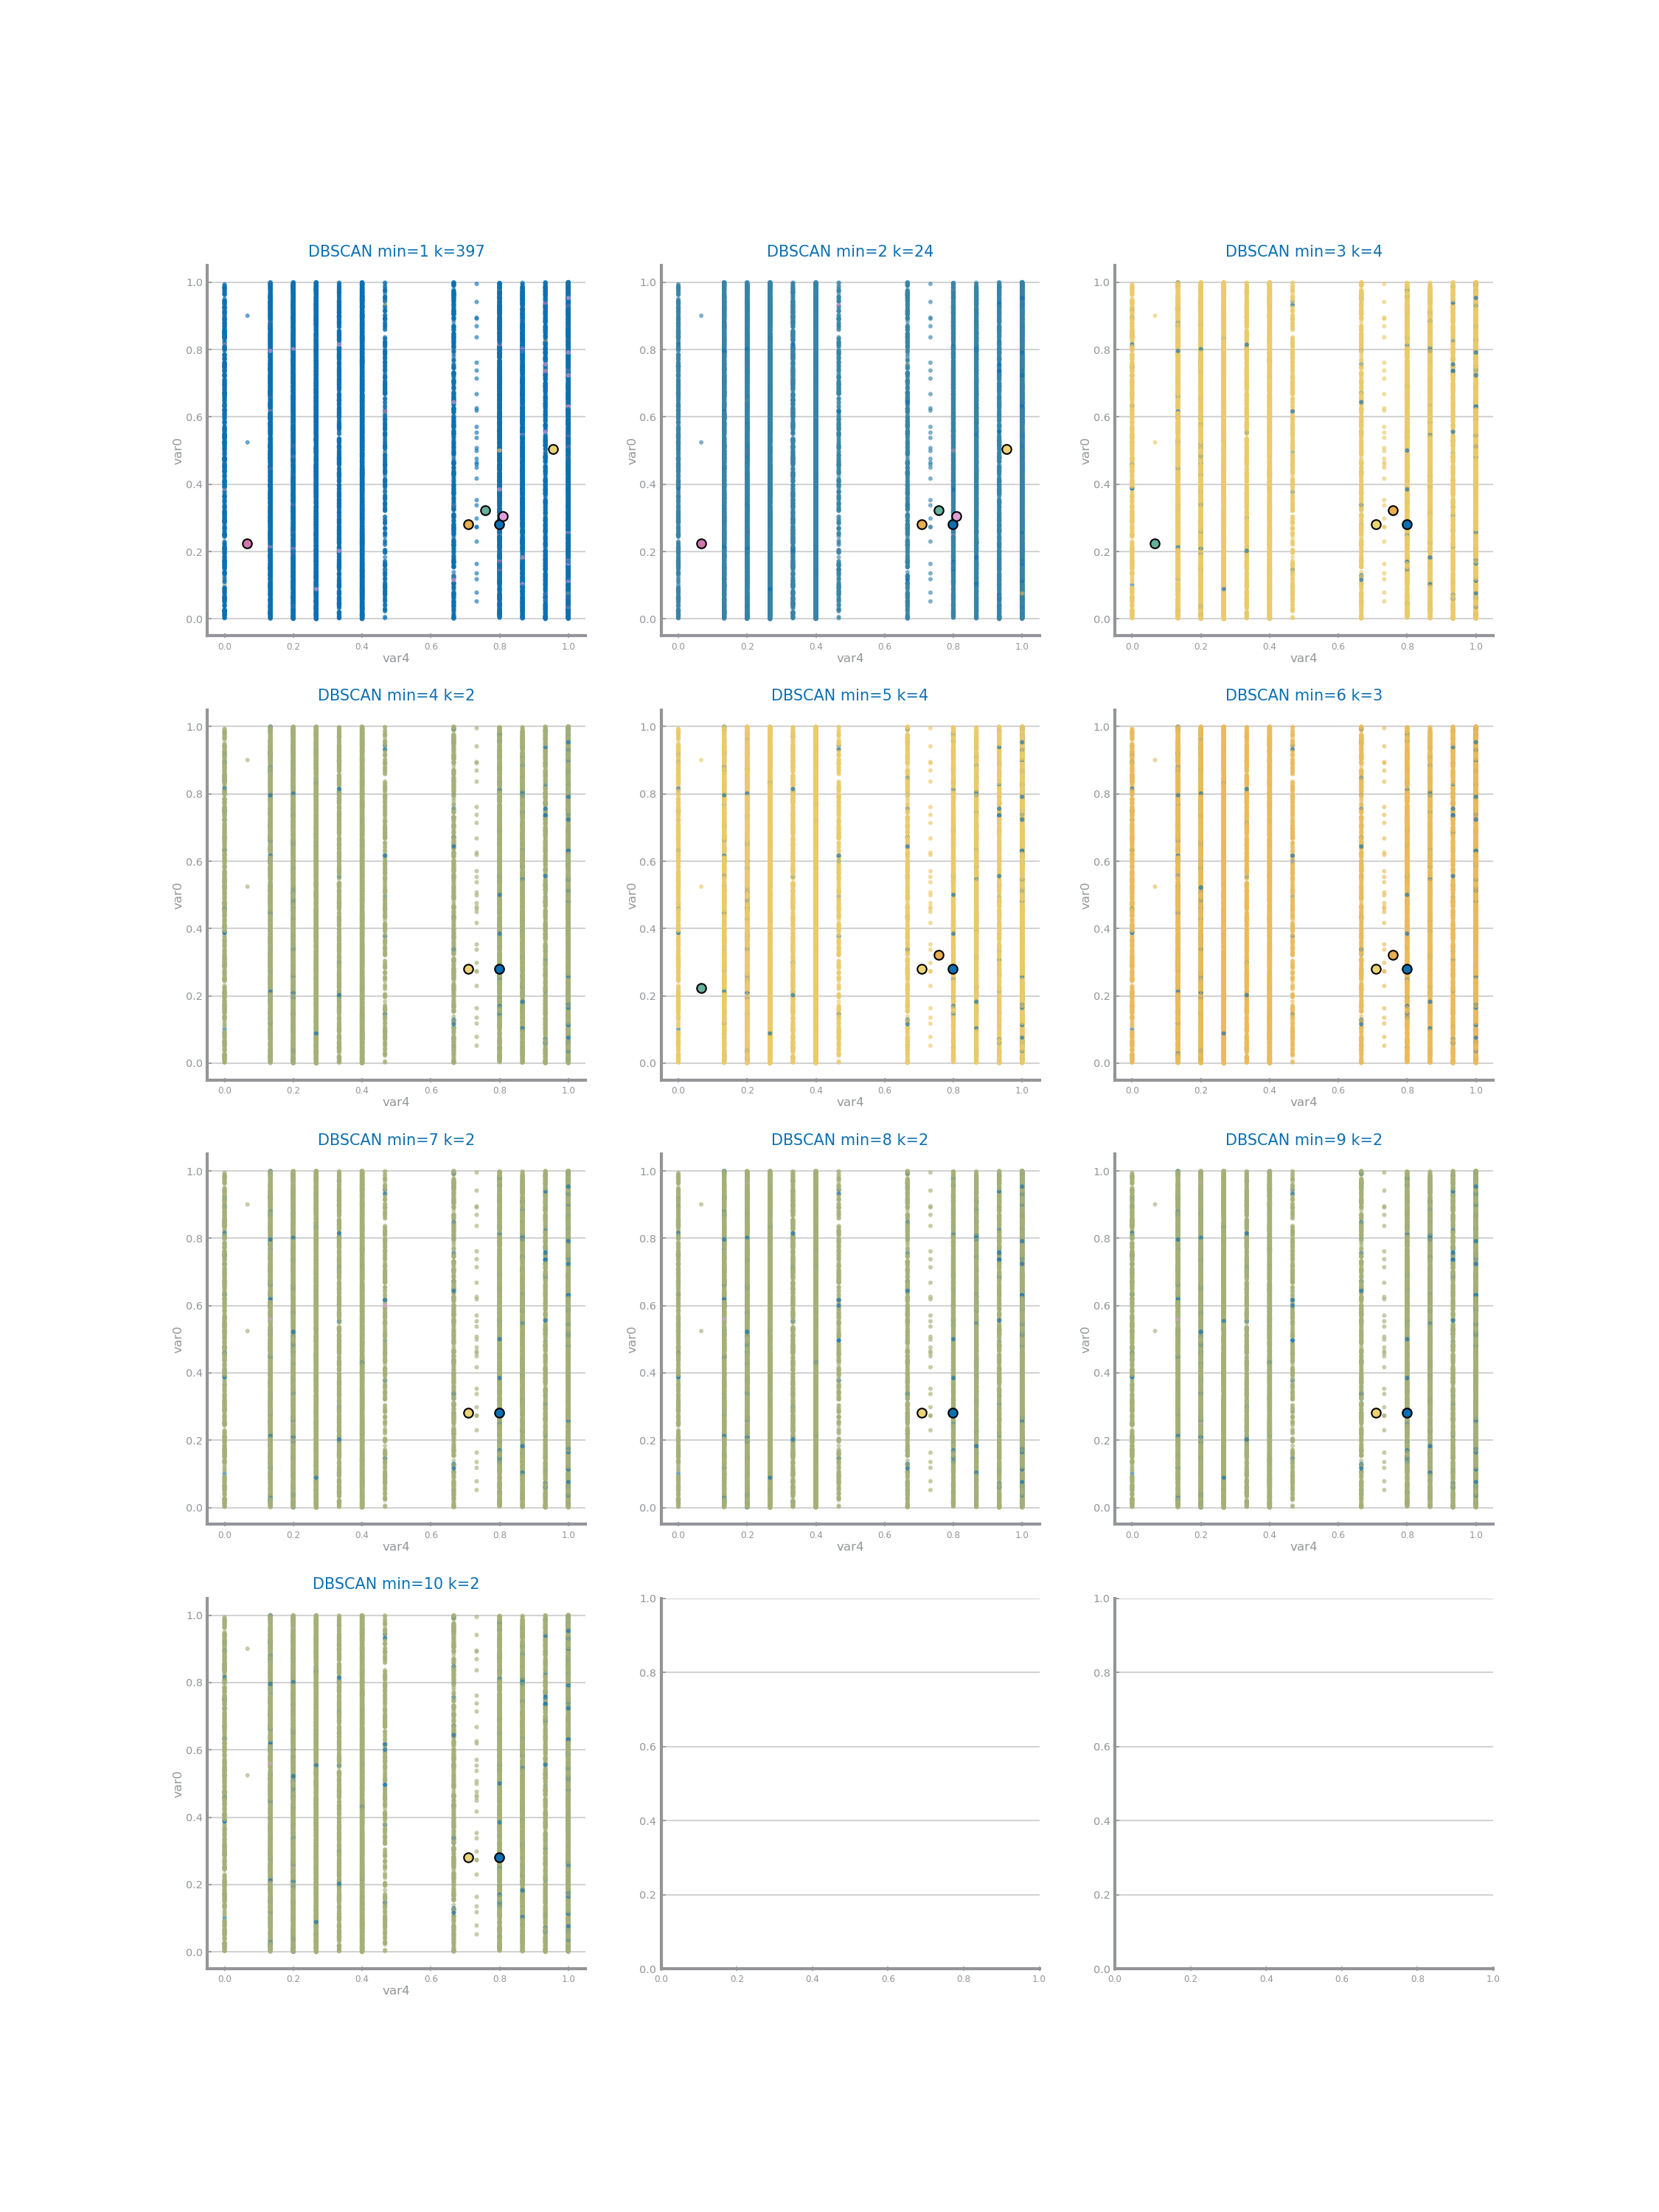 DBSCAN min=1 k=397 DBSCAN min=2 k=24 DBSCAN min=3 k=4
1.0 1.0 1.0
0.8 0.8 0.8
0.6 0.6 0.6
var0 var0 var0
0.4 0.4 0.4
0.2 0.2 0.2
0.0 0.0 0.0
0.0 0.2 0.4 0.6 0.8 1.0 0.0 0.2 0.4 0.6 0.8 1.0 0.0 0.2 0.4 0.6 0.8 1.0
var4 var4 var4
DBSCAN min=4 k=2 DBSCAN min=5 k=4 DBSCAN min=6 k=3
1.0 1.0 1.0
0.8 0.8 0.8
0.6 0.6 0.6
var0 var0 var0
0.4 0.4 0.4
0.2 0.2 0.2
0.0 0.0 0.0
0.0 0.2 0.4 0.6 0.8 1.0 0.0 0.2 0.4 0.6 0.8 1.0 0.0 0.2 0.4 0.6 0.8 1.0
var4 var4 var4
DBSCAN min=7 k=2 DBSCAN min=8 k=2 DBSCAN min=9 k=2
1.0 1.0 1.0
0.8 0.8 0.8
0.6 0.6 0.6
var0 var0 var0
0.4 0.4 0.4
0.2 0.2 0.2
0.0 0.0 0.0
0.0 0.2 0.4 0.6 0.8 1.0 0.0 0.2 0.4 0.6 0.8 1.0 0.0 0.2 0.4 0.6 0.8 1.0
var4 var4 var4
DBSCAN min=10 k=2
1.0 1.0 1.0
0.8 0.8 0.8
0.6 0.6 0.6
var0
0.4 0.4 0.4
0.2 0.2 0.2
0.0 0.0 0.0
0.0 0.2 0.4 0.6 0.8 1.0 0.0 0.2 0.4 0.6 0.8 1.0 0.0 0.2 0.4 0.6 0.8 1.0
var4